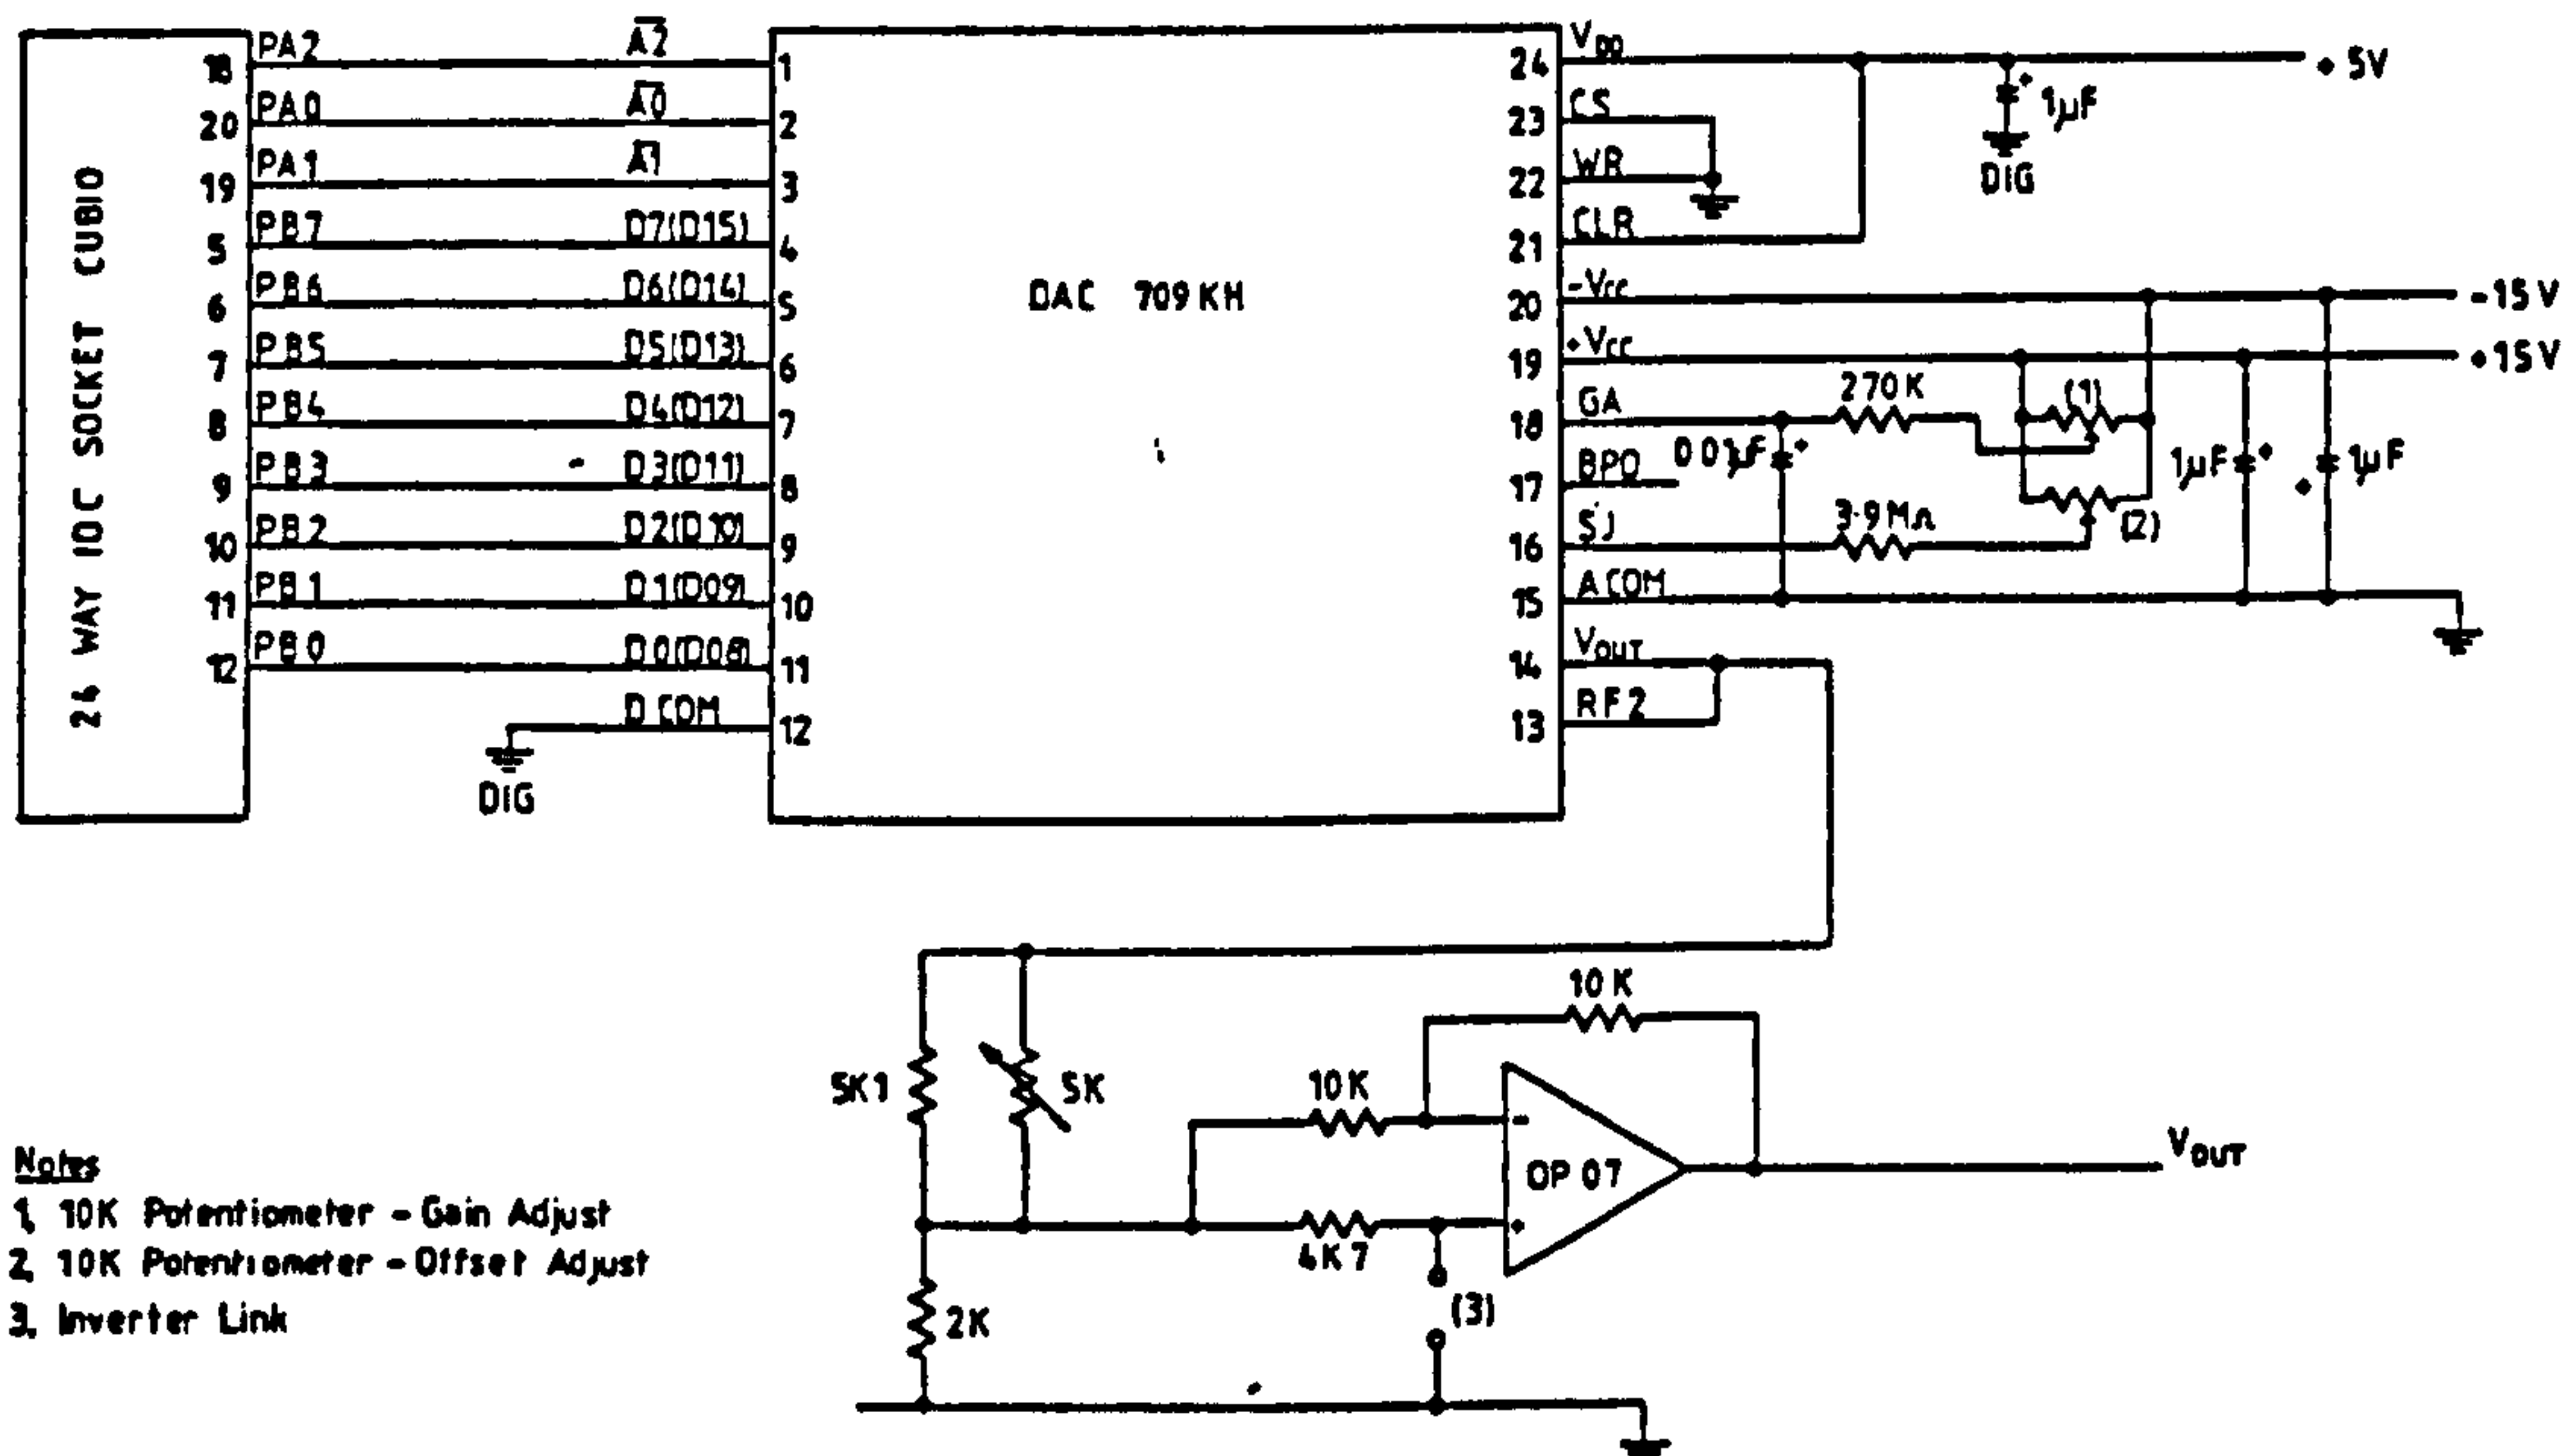 24 WAY IOC SOCKET CUBIO
18 PA2 A2 1
20 PA0 A0 2
19 PA1 A1 3
5 PB7 D7(D15) 4
6 PB6 D6(D14) 5
7 PB5 D5(D13) 6
8 PB4 D4(D12) 7
9 PB3 D3(D11) 8
10 PB2 D2(D10) 9
11 PB1 D1(D09) 10
12 PB0 D0(D08) 11
D COM 12
DIG
DAC 709KH
24 VDD +5V
1µF
DIG
23 CS
22 WR
21 CLR
20 -VCC -15V
19 +VCC +15V
18 GA 270K (1)
0.01µF
1µF
1µF
17 BPO
16 SJ 3.9MΩ (2)
15 A COM
14 VOUT
13 RF2
5K1
5K
10K
10K
4K7
OP 07
VOUT
2K
(3)
Notes
1, 10K Potentiometer - Gain Adjust
2, 10K Potentiometer - Offset Adjust
3, Inverter Link